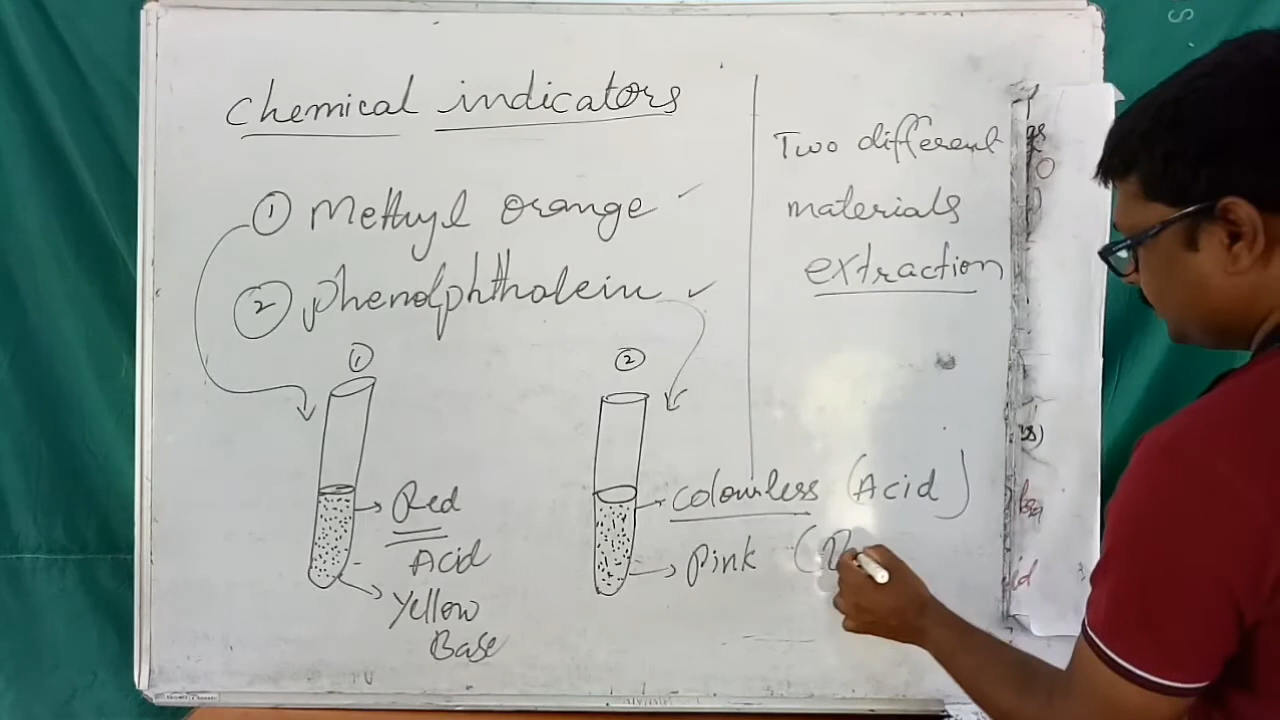 Chemical indicators
① Methyl orange
② phenolphthalein
①
Red
Acid
Yellow
Base
②
Colourless (Acid)
Pink (B
Two different
materials
extraction